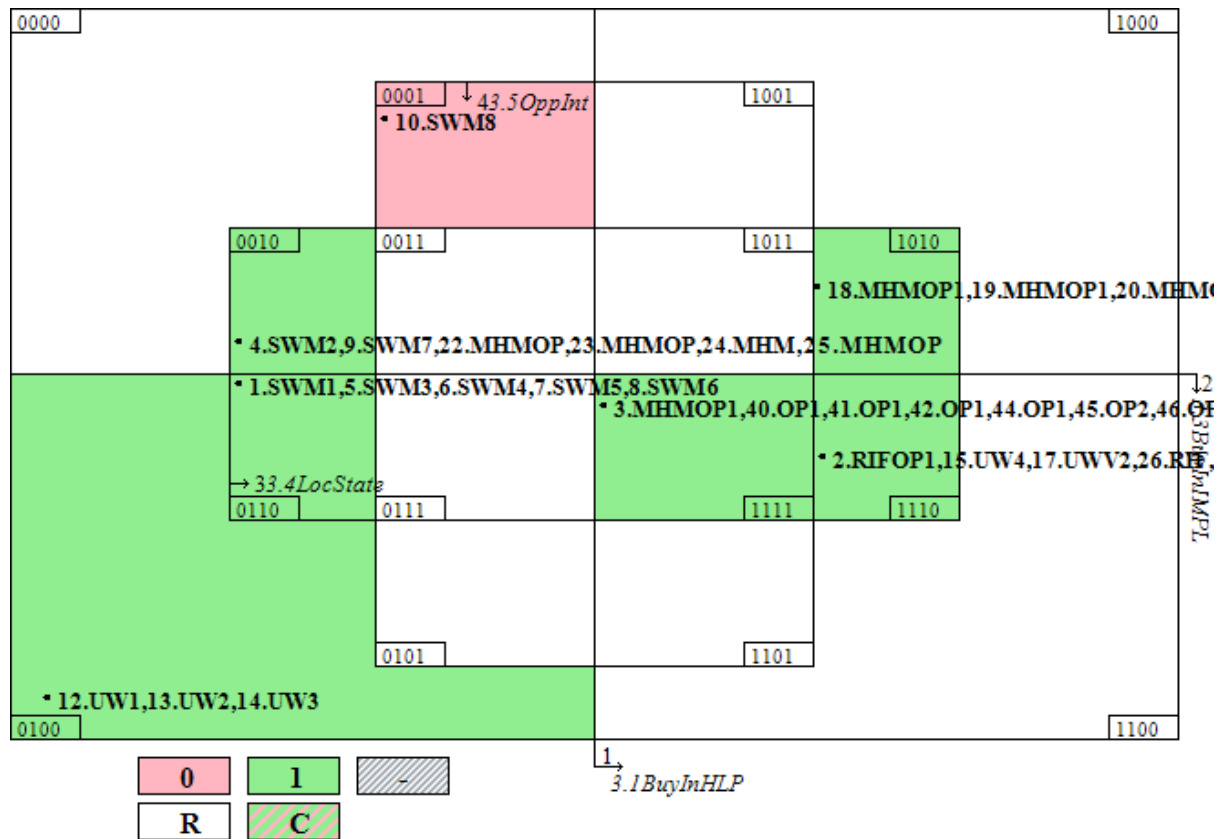 0000 1000
0001 43.5OppInt 1001
10.SWM8
0010 0011 1011 1010
18.MHMOP1,19.MHMOP1,20.MHMO
4.SWM2,9.SWM7,22.MHMOP,23.MHMOP,24.MHM,25.MHMOP
1.SWM1,5.SWM3,6.SWM4,7.SWM5,8.SWM6
2
3.MHMOP1,40.OP1,41.OP1,42.OP1,44.OP1,45.OP2,46.OP
2.RIFOP1,15.UW4,17.UWV2,26.RIF,
33.4LocState
0110 0111 1111 1110
0101 1101
12.UW1,13.UW2,14.UW3
0100 1100
1
3.1BuyInHLP
0 1 -
R C